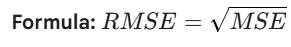 Formula: RMSE = √MSE